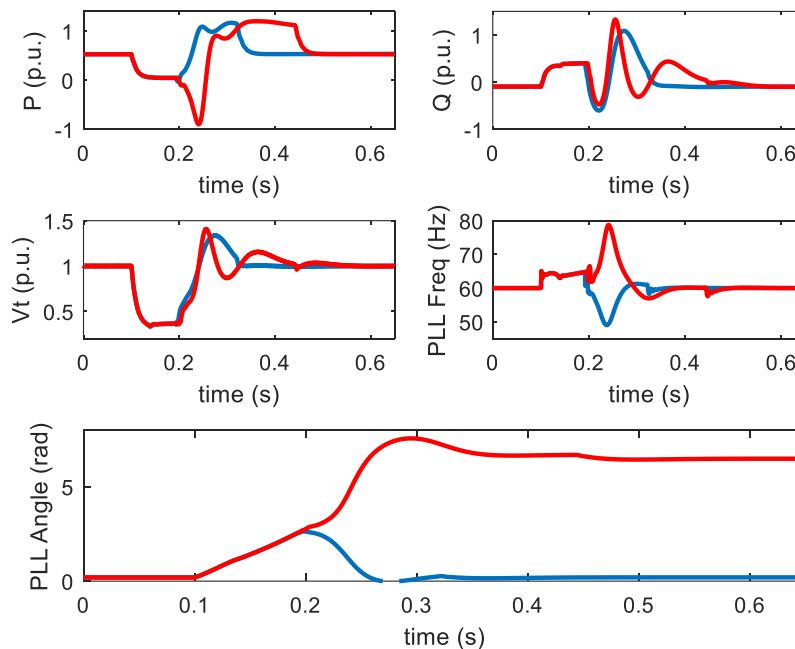 P (p.u.)
1
0
-1
0 0.2 0.4 0.6
time (s)
Q (p.u.)
1
0
-1
0 0.2 0.4 0.6
time (s)
Vt (p.u.)
1.5
1
0.5
0 0.2 0.4 0.6
time (s)
PLL Freq (Hz)
80
70
60
50
0 0.2 0.4 0.6
time (s)
PLL Angle (rad)
5
0
0 0.1 0.2 0.3 0.4 0.5 0.6
time (s)